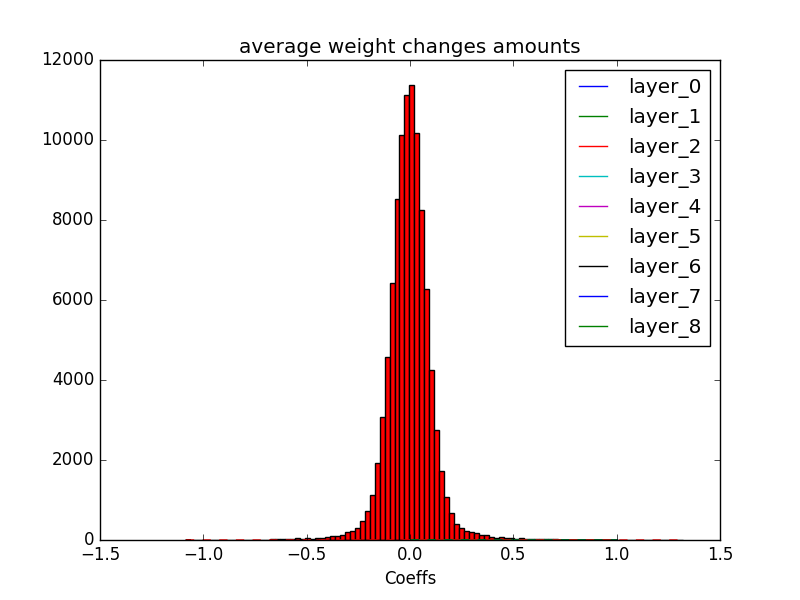 average weight changes amounts
12000
10000
8000
6000
4000
2000
0
layer_0
layer_1
layer_2
layer_3
layer_4
layer_5
layer_6
layer_7
layer_8
−1.5 −1.0 −0.5 0.0 0.5 1.0 1.5
Coeffs